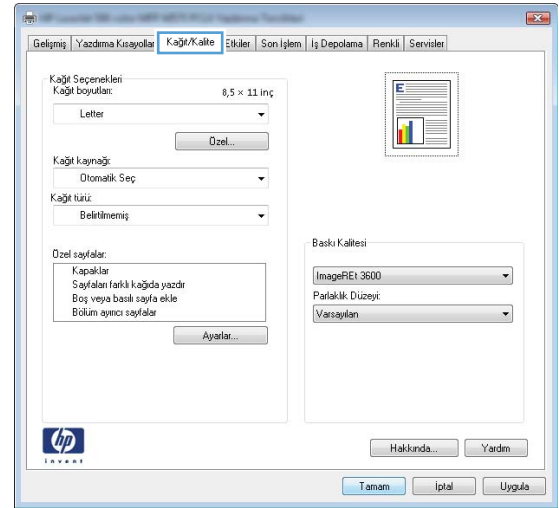 Gelişmiş Yazdırma Kısayolları Kağıt/Kalite Etkiler Son İşlem İş Depolama Renkli Servisler
Kağıt Seçenekleri
Kağıt boyutları: 8,5 × 11 inç
Letter
Özel...
Kağıt kaynağı:
Otomatik Seç
Kağıt türü:
Belirtilmemiş
Özel sayfalar:
Kapaklar
Sayfaları farklı kağıda yazdır
Boş veya basılı sayfa ekle
Bölüm ayırıcı sayfalar
Ayarlar...
E
Baskı Kalitesi
ImageREt 3600
Parlaklık Düzeyi:
Varsayılan
hp
invent
Hakkında... Yardım
Tamam İptal Uygula